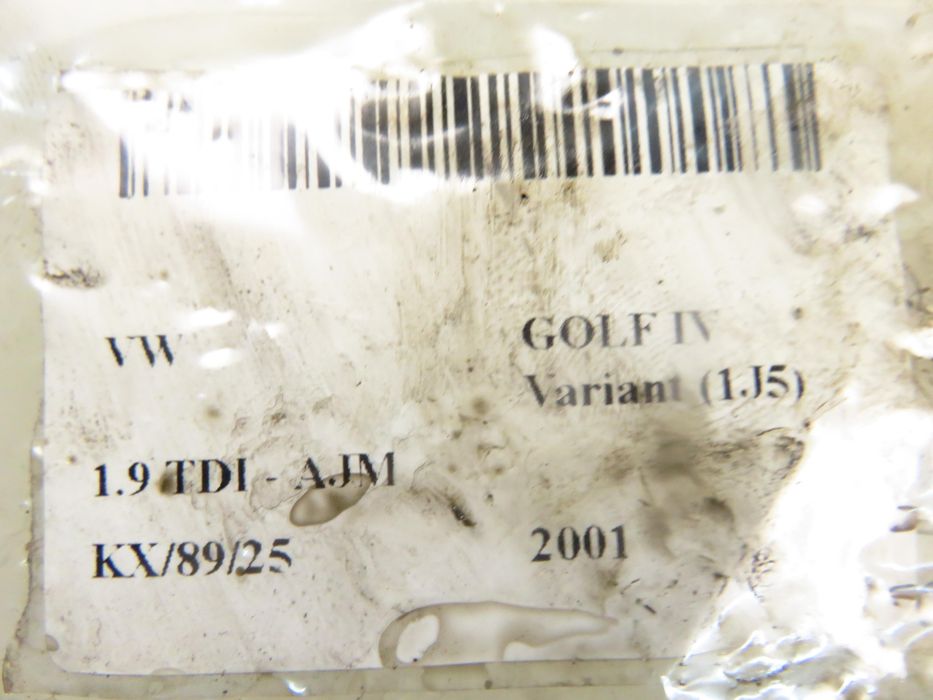 VW
GOLF IV
Variant (1J5)
1.9 TDI - AJM
KX/89/25
2001